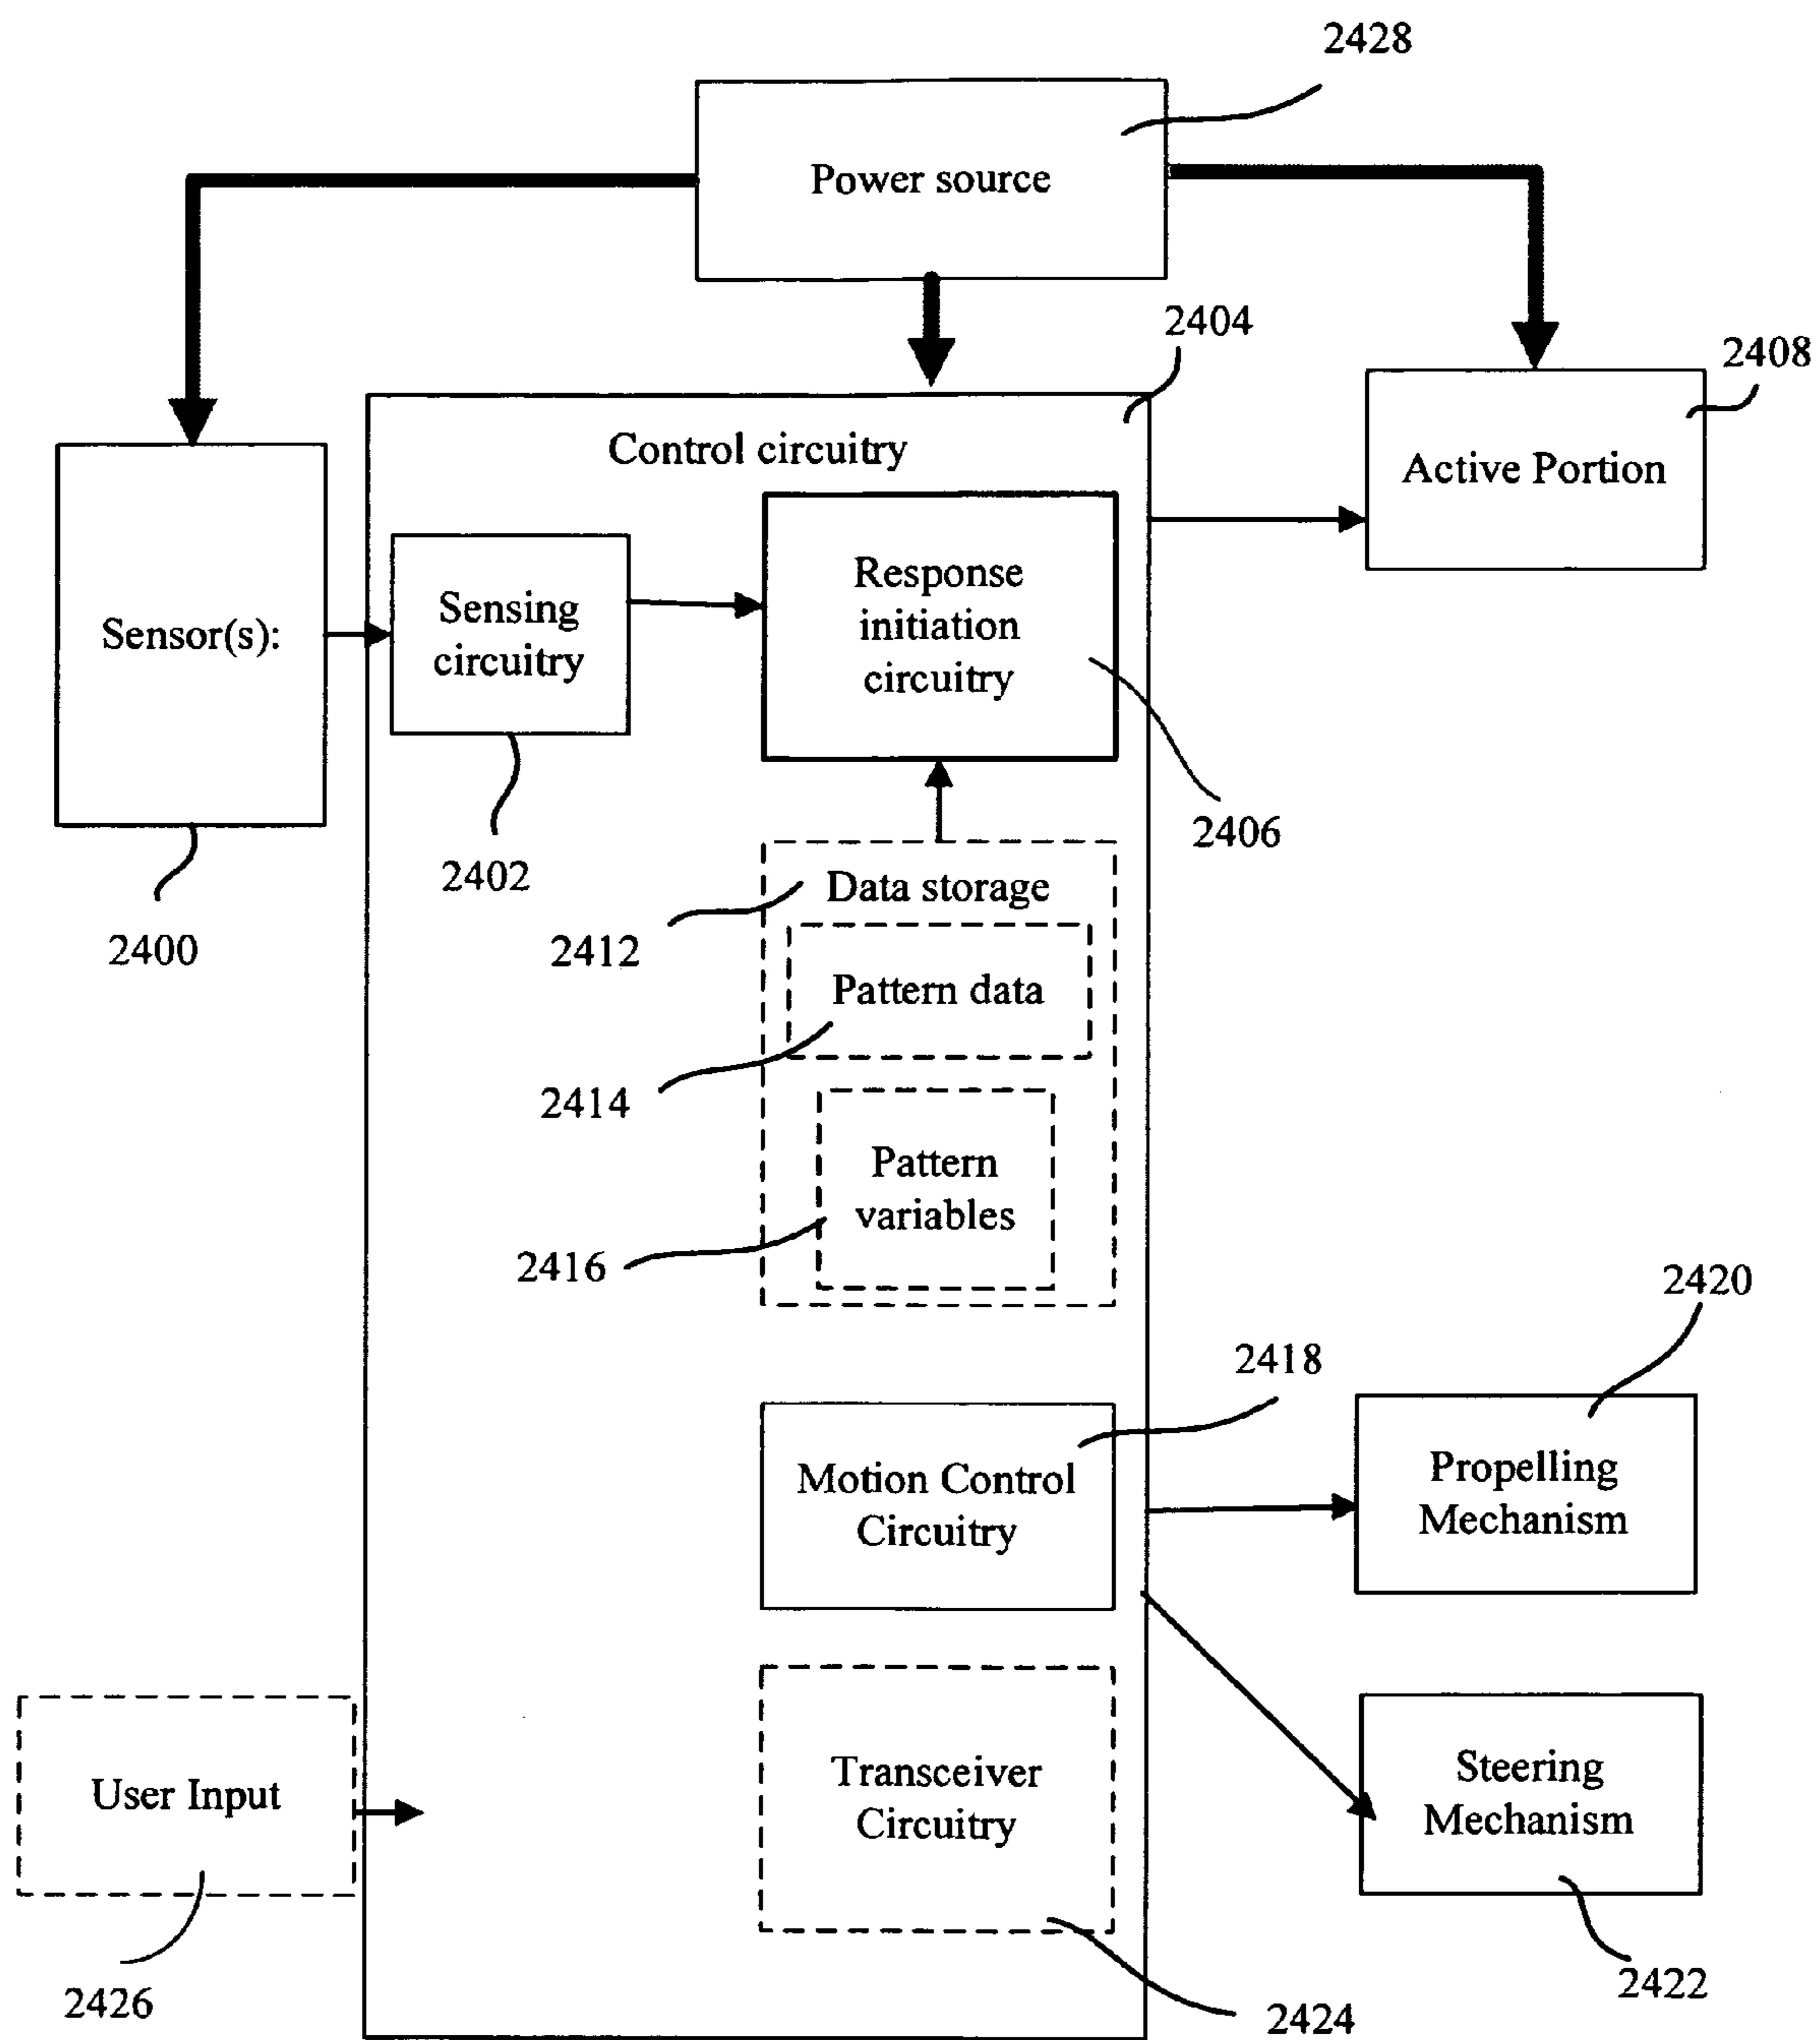 2428
Power source
2404
2408
Control circuitry
Active Portion
Response
initiation
circuitry
Sensing
circuitry
Sensor(s):
2406
2402
2400
Data storage
2412
Pattern data
2414
Pattern
variables
2416
2420
2418
Motion Control
Circuitry
Propelling
Mechanism
User Input
Transceiver
Circuitry
Steering
Mechanism
2426
2424
2422